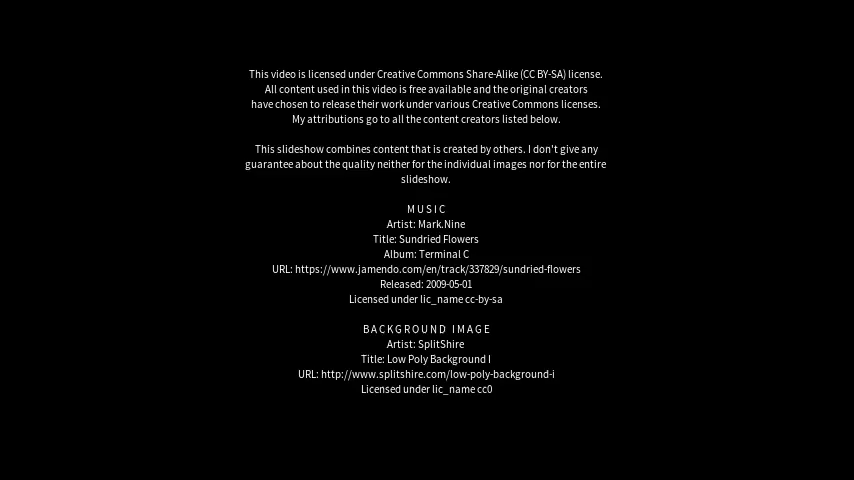 This video is licensed under Creative Commons Share-Alike (CC BY-SA) license.
All content used in this video is free available and the original creators
have chosen to release their work under various Creative Commons licenses.
My attributions go to all the content creators listed below.
This slideshow combines content that is created by others. I don't give any
guarantee about the quality neither for the individual images nor for the entire
slideshow.
MUSIC
Artist: Mark.Nine
Title: Sundried Flowers
Album: Terminal C
URL: https://www.jamendo.com/en/track/337829/sundried-flowers
Released: 2009-05-01
Licensed under lic_name cc-by-sa
BACKGROUND IMAGE
Artist: SplitShire
Title: Low Poly Background I
URL: http://www.splitshire.com/low-poly-background-i
Licensed under lic_name cc0